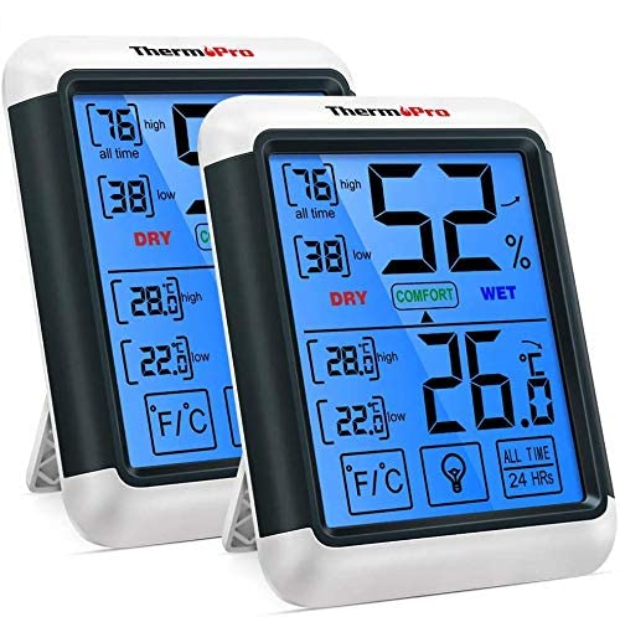 ThermoPro
[76] high
all time
[38] low
DRY
[28.0°C] high
[22.0°C] low
°F/°C
ThermoPro
[76] high
all time
52 %
[38] low
DRY COMFORT WET
[28.0°C] high
26.0 °C
[22.0°C] low
°F/°C
ALL TIME
24 HRs